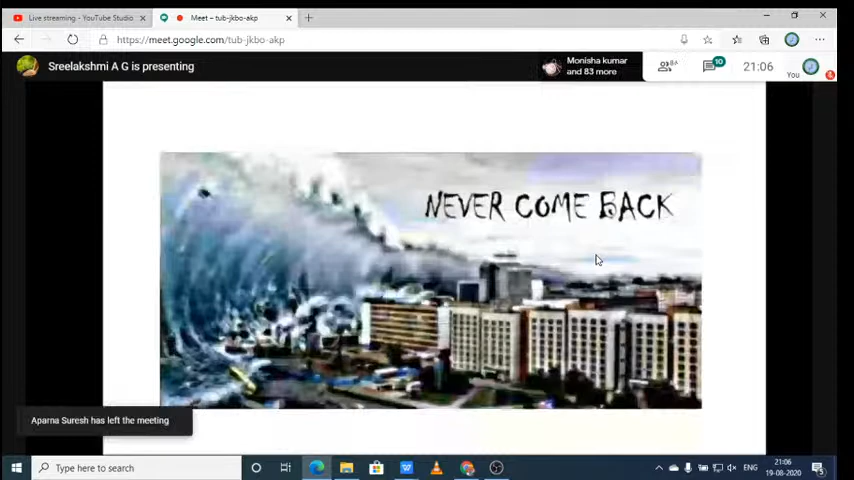 Live streaming - YouTube Studio
Meet – tub-jkbo-akp
https://meet.google.com/tub-jkbo-akp
Sreelakshmi A G is presenting
Monisha kumar
and 83 more
10
21:06
You
NEVER COME BACK
Aparna Suresh has left the meeting
Type here to search
ENG
21:06
19-08-2020